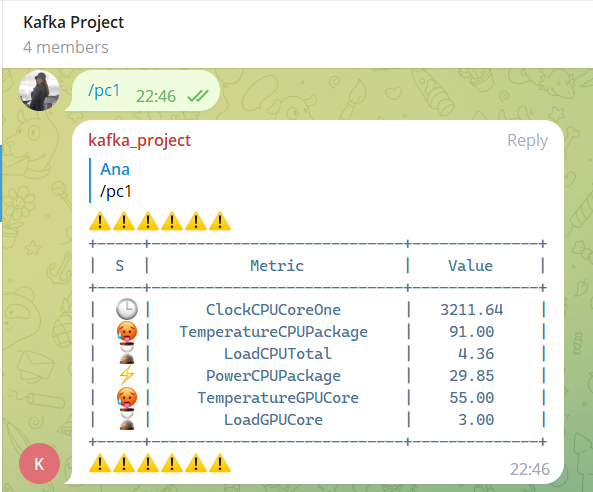 Kafka Project
4 members
/pc1 22:46
kafka_project Reply
Ana
/pc1
⚠️⚠️⚠️⚠️⚠️⚠️
+-----+----------------------------+--------------+
| S | Metric | Value |
+-----+----------------------------+--------------+
| 🕒 | ClockCPUCoreOne | 3211.64 |
| 🥵 | TemperatureCPUPackage | 91.00 |
| ⌛ | LoadCPUTotal | 4.36 |
| ⚡ | PowerCPUPackage | 29.85 |
| 🥵 | TemperatureGPUCore | 55.00 |
| ⌛ | LoadGPUCore | 3.00 |
+-----+----------------------------+--------------+
⚠️⚠️⚠️⚠️⚠️⚠️
K 22:46